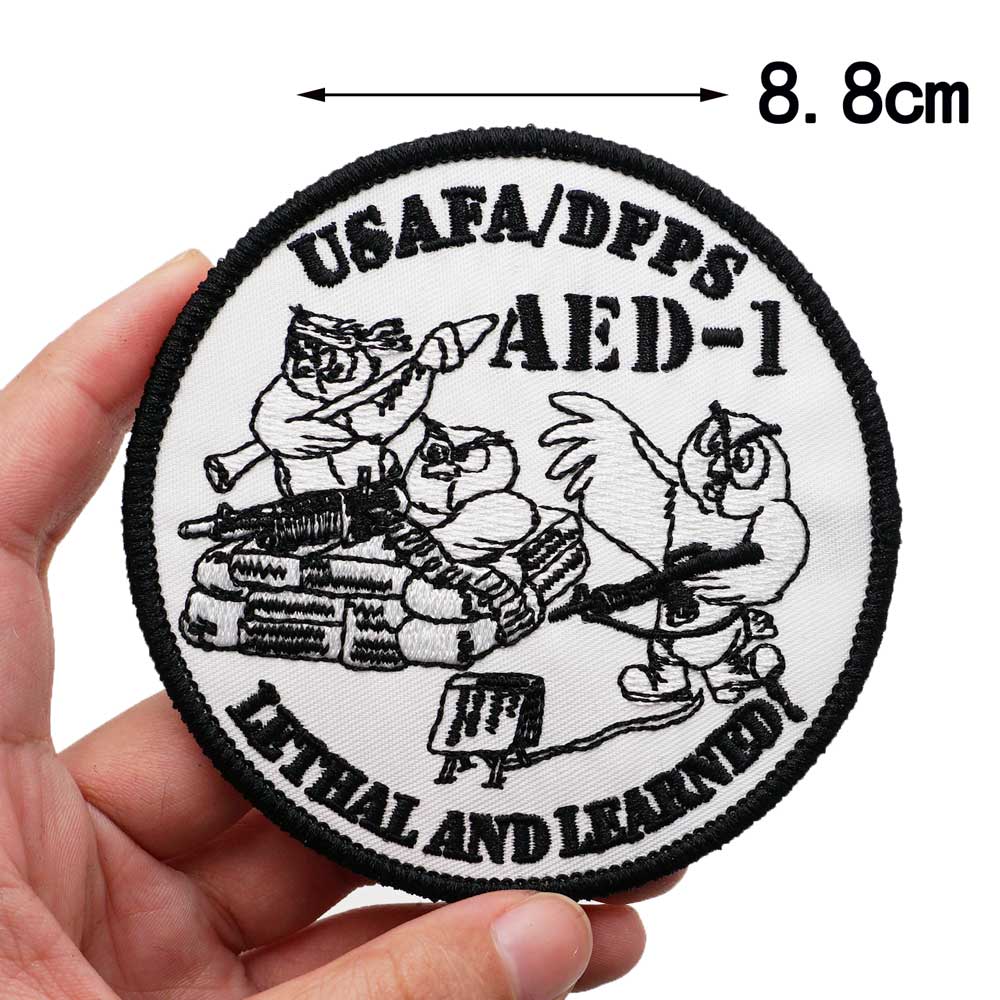 8.8cm
USAFA/DFPS
AED-1
LETHAL AND LEARNED